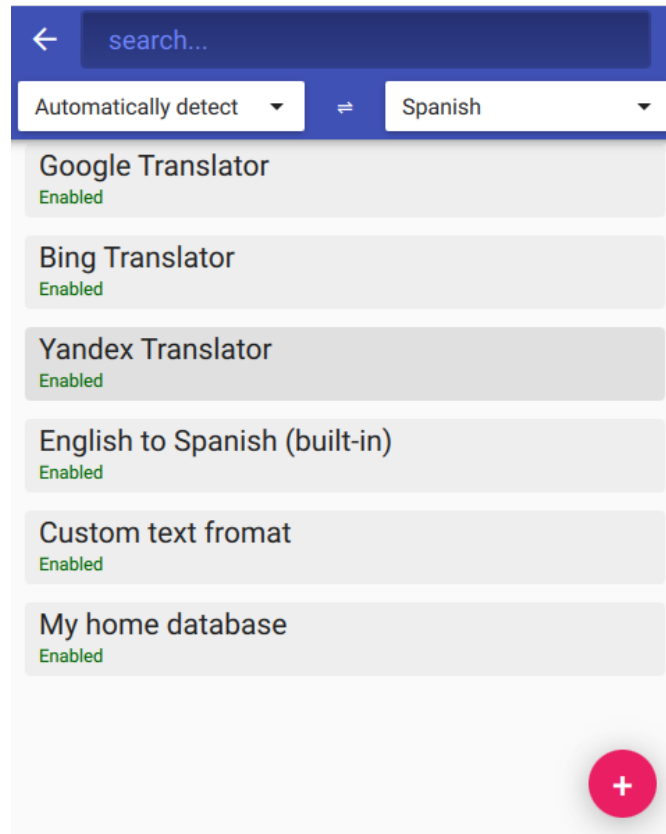 search...
Automatically detect
Spanish
Google Translator
Enabled
Bing Translator
Enabled
Yandex Translator
Enabled
English to Spanish (built-in)
Enabled
Custom text fromat
Enabled
My home database
Enabled
+